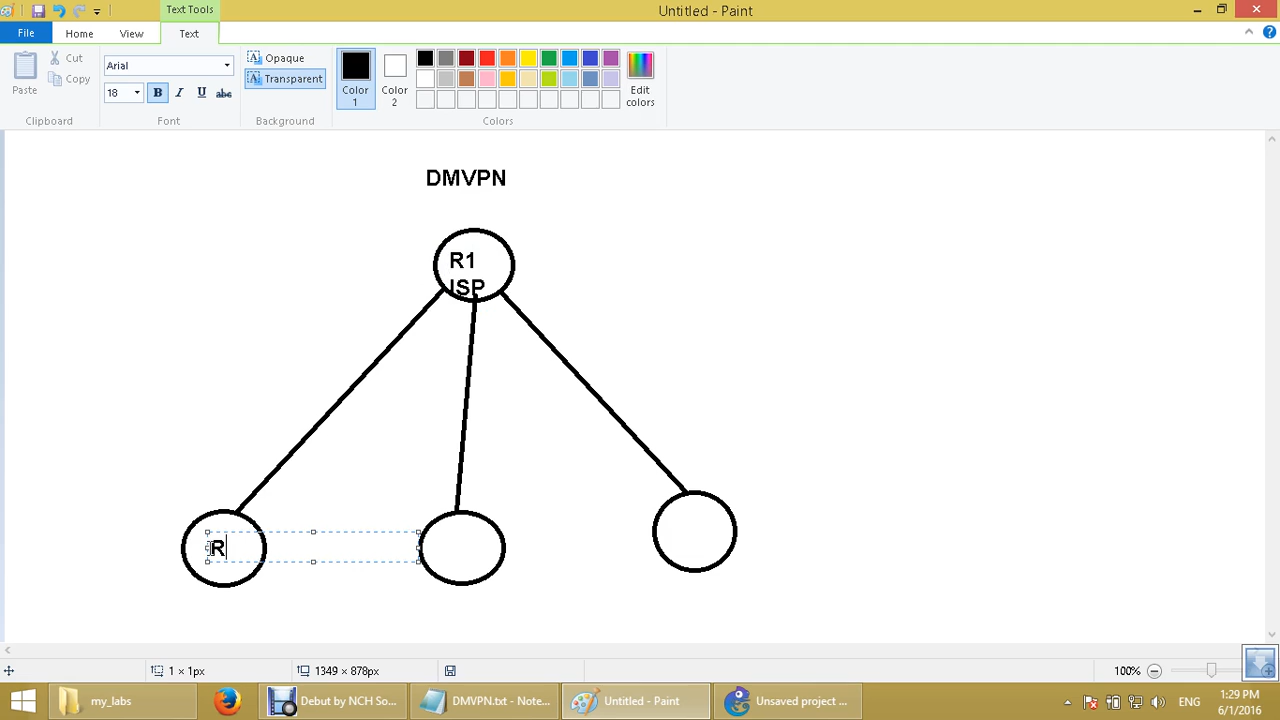 Text Tools
Untitled - Paint
File
Home
View
Text
Paste
Cut
Copy
Clipboard
Arial
18
B
I
U
abc
Font
Opaque
Transparent
Background
Color 1
Color 2
Edit colors
Colors
DMVPN
R1
ISP
R
1 × 1px
1349 × 878px
100%
my_labs
Debut by NCH So...
DMVPN.txt - Note...
Untitled - Paint
Unsaved project ...
ENG
1:29 PM
6/1/2016